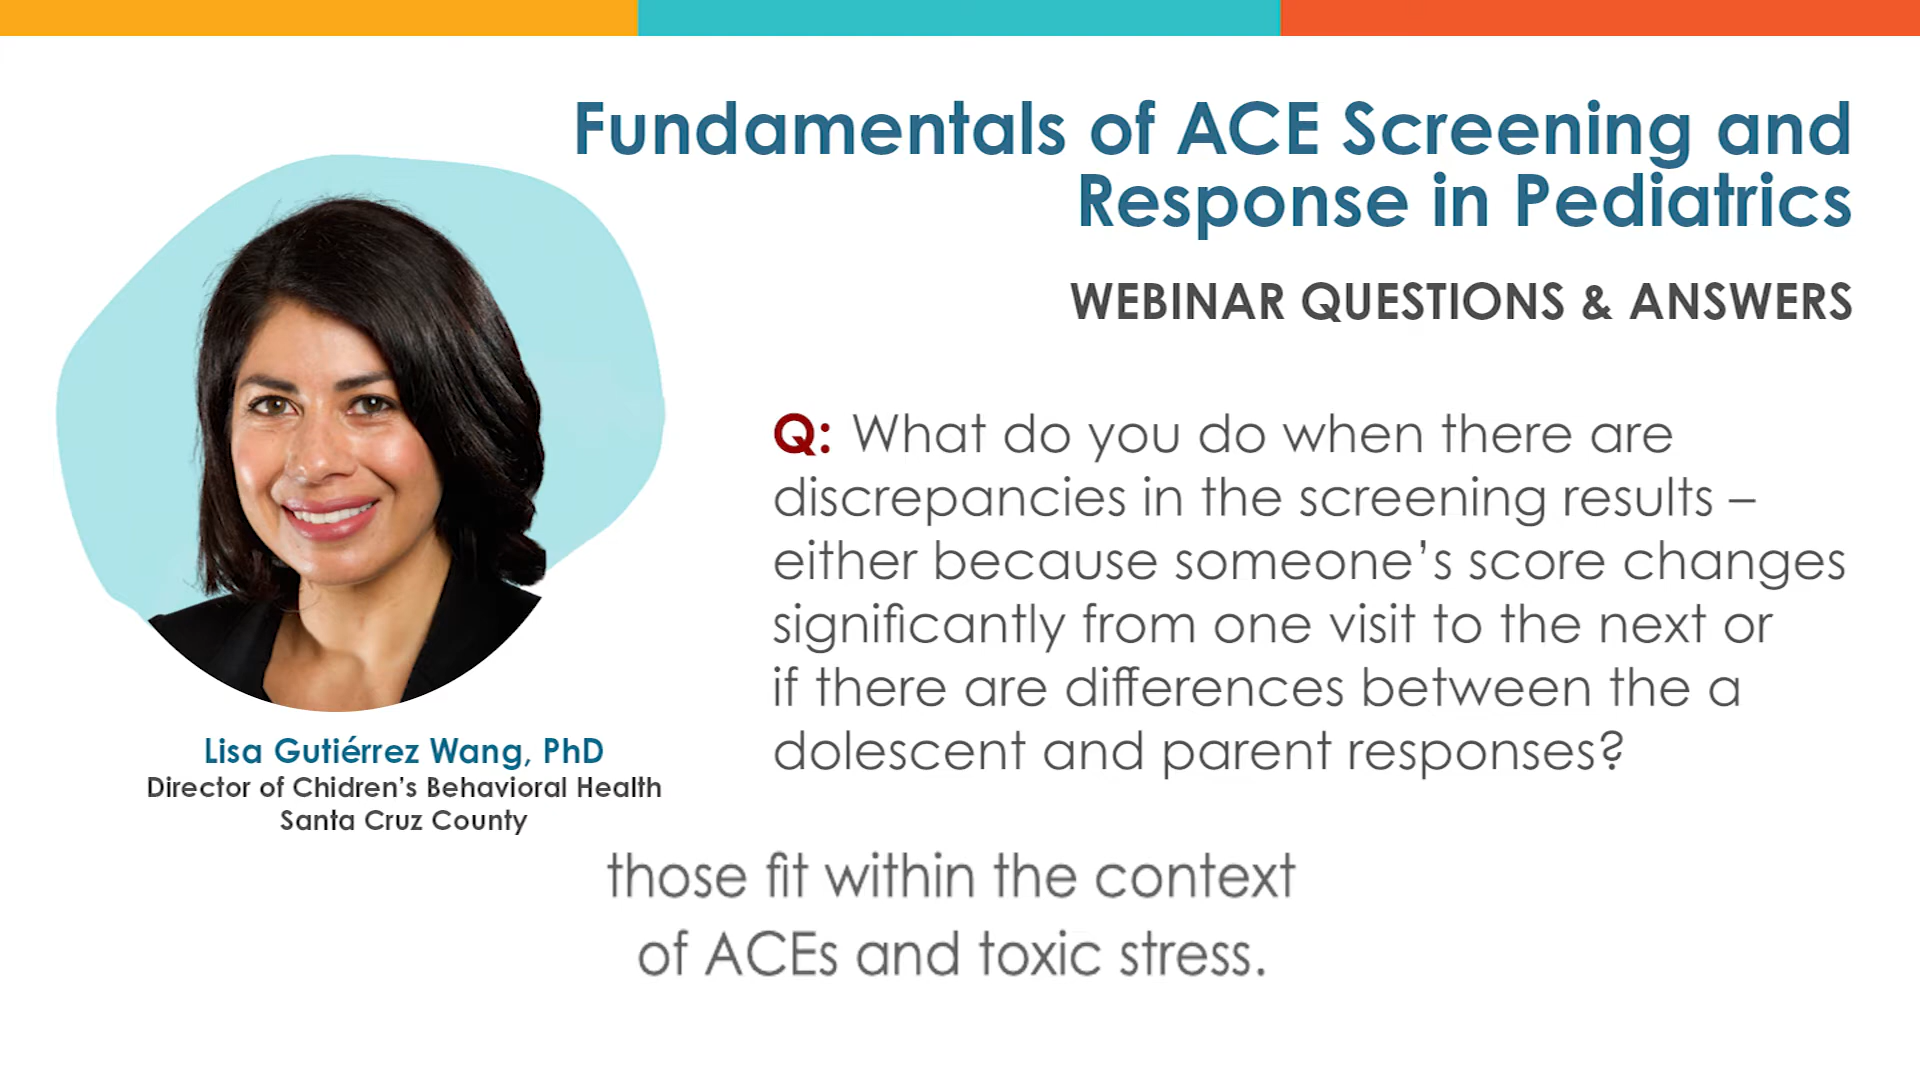 Fundamentals of ACE Screening and
Response in Pediatrics
WEBINAR QUESTIONS & ANSWERS
Q: What do you do when there are
discrepancies in the screening results –
either because someone’s score changes
significantly from one visit to the next or
if there are differences between the a
dolescent and parent responses?
Lisa Gutiérrez Wang, PhD
Director of Chidren’s Behavioral Health
Santa Cruz County
those fit within the context
of ACEs and toxic stress.